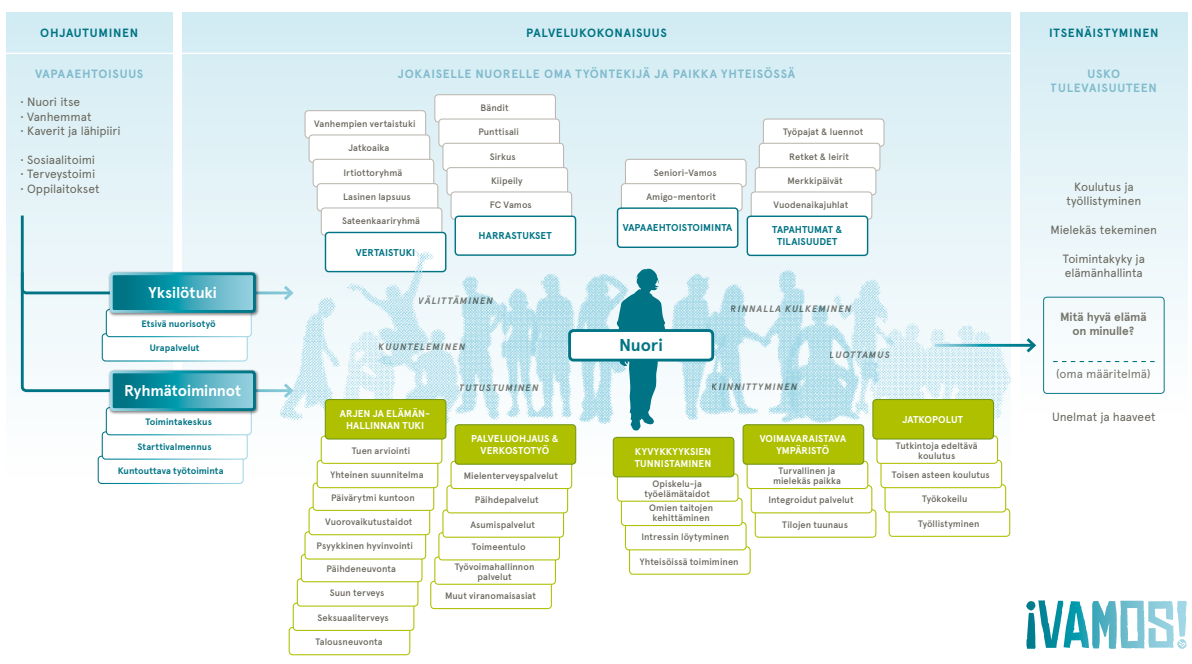 OHJAUTUMINEN
VAPAAEHTOISUUS
· Nuori itse
· Vanhemmat
· Kaverit ja lähipiiri
· Sosiaalitoimi
· Terveystoimi
· Oppilaitokset
Yksilötuki
Etsivä nuorisotyö
Urapalvelut
Ryhmätoiminnot
Toimintakeskus
Starttivalmennus
Kuntouttava työtoiminta
PALVELUKOKONAISUUS
JOKAISELLE NUORELLE OMA TYÖNTEKIJÄ JA PAIKKA YHTEISÖSSÄ
Vanhempien vertaistuki
Jatkoaika
Irtiottoryhmä
Lasinen lapsuus
Sateenkaariryhmä
VERTAISTUKI
Bändit
Punttisali
Sirkus
Kiipeily
FC Vamos
HARRASTUKSET
Seniori-Vamos
Amigo-mentorit
VAPAAEHTOISTOIMINTA
Työpajat & luennot
Retket & leirit
Merkkipäivät
Vuodenaikajuhlat
TAPAHTUMAT &
TILAISUUDET
VÄLITTÄMINEN
KUUNTELEMINEN
TUTUSTUMINEN
Nuori
RINNALLA KULKEMINEN
LUOTTAMUS
KIINNITTYMINEN
ARJEN JA ELÄMÄN-
HALLINNAN TUKI
Tuen arviointi
Yhteinen suunnitelma
Päivärytmi kuntoon
Vuorovaikutustaidot
Psyykkinen hyvinvointi
Päihdeneuvonta
Suun terveys
Seksuaaliterveys
Talousneuvonta
PALVELUOHJAUS &
VERKOSTOTYÖ
Mielenterveyspalvelut
Päihdepalvelut
Asumispalvelut
Toimeentulo
Työvoimahallinnon
palvelut
Muut viranomaisasiat
KYVYKKYYKSIEN
TUNNISTAMINEN
Opiskelu-ja
työelämätaidot
Omien taitojen
kehittäminen
Intressin löytyminen
Yhteisöissä toimiminen
VOIMAVARAISTAVA
YMPÄRISTÖ
Turvallinen ja
mielekäs paikka
Integroidut palvelut
Tilojen tuunaus
JATKOPOLUT
Tutkintoja edeltävä
koulutus
Toisen asteen koulutus
Työkokeilu
Työllistyminen
ITSENÄISTYMINEN
USKO
TULEVAISUUTEEN
Koulutus ja
työllistyminen
Mielekäs tekeminen
Toimintakyky ja
elämänhallinta
Mitä hyvä elämä
on minulle?
(oma määritelmä)
Unelmat ja haaveet
¡VAMOS!